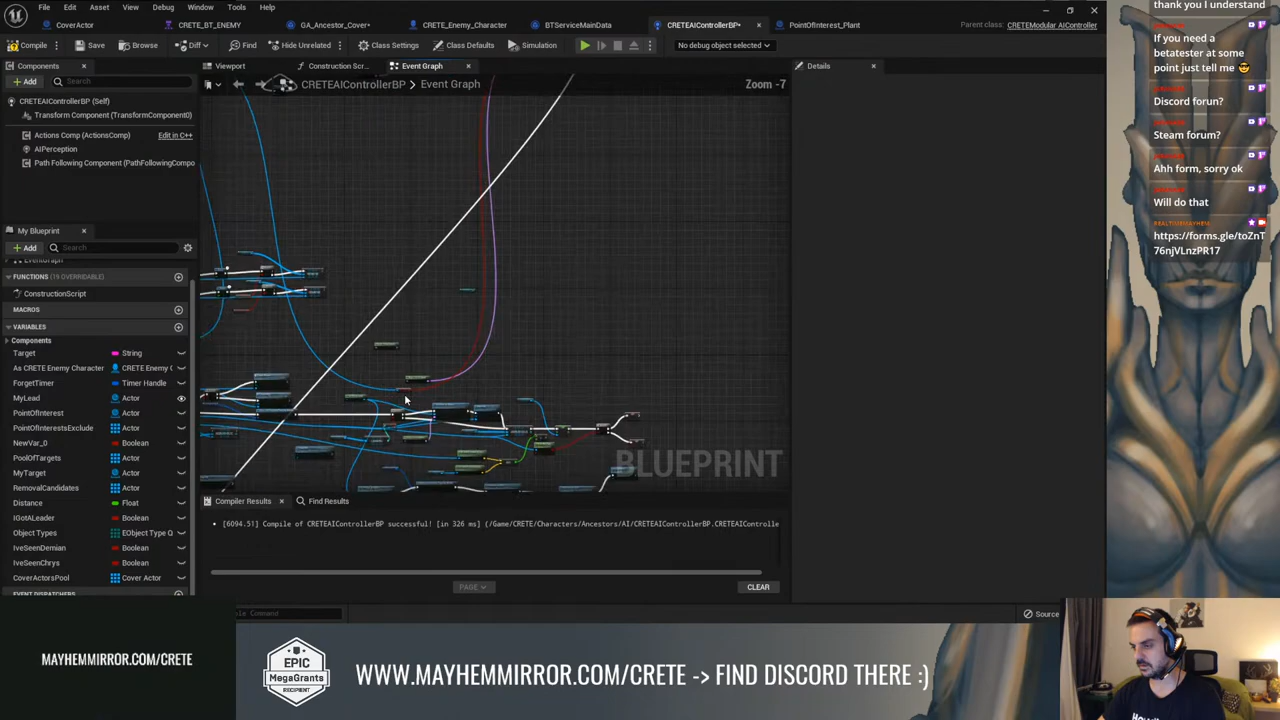 File Edit Asset View Debug Window Tools Help
CoverActor CRETE_BT_ENEMY GA_Ancestor_Cover• CRETE_Enemy_Character BTServiceMainData CRETEAIControllerBP• PointOfInterest_Plant Parent class: CRETEModular AIController
Compile Save Browse Diff Find Hide Unrelated Class Settings Class Defaults Simulation No debug object selected
Components Viewport Construction Scr... Event Graph Details
Add Search CRETEAIControllerBP > Event Graph Zoom -7
CRETEAIControllerBP (Self)
Transform Component (TransformComponent0)
Actions Comp (ActionsComp) Edit in C++
AIPerception
Path Following Component (PathFollowingCompo
My Blueprint
Add Search
FUNCTIONS (19 OVERRIDABLE)
ConstructionScript
MACROS
VARIABLES
Components
Target String
As CRETE Enemy Character CRETE Enemy C
ForgetTimer Timer Handle
MyLead Actor
PointOfInterest Actor
PointOfInterestsExclude Actor
NewVar_0 Boolean
PoolOfTargets Actor
MyTarget Actor
RemovalCandidates Actor
Distance Float
IGotALeader Boolean
Object Types EObject Type Q
IveSeenDemian Boolean
IveSeenChrys Boolean
CoverActorsPool Cover Actor
EVENT DISPATCHERS
BLUEPRINT
Compiler Results Find Results
[6094.51] Compile of CRETEAIControllerBP successful! [in 326 ms] (/Game/CRETE/Characters/Ancestors/AI/CRETEAIControllerBP.CRETEAIControlle
PAGE CLEAR
Source
thank you I understand
If you need a
betatester at some
point just tell me 😎
Discord forun?
Steam forum?
Ahh form, sorry ok
Will do that
https://forms.gle/toZnT
76njVLnzPR17
MAYHEMMIRROR.COM/CRETE
EPIC
MegaGrants
RECIPIENT
WWW.MAYHEMMIRROR.COM/CRETE -> FIND DISCORD THERE :)